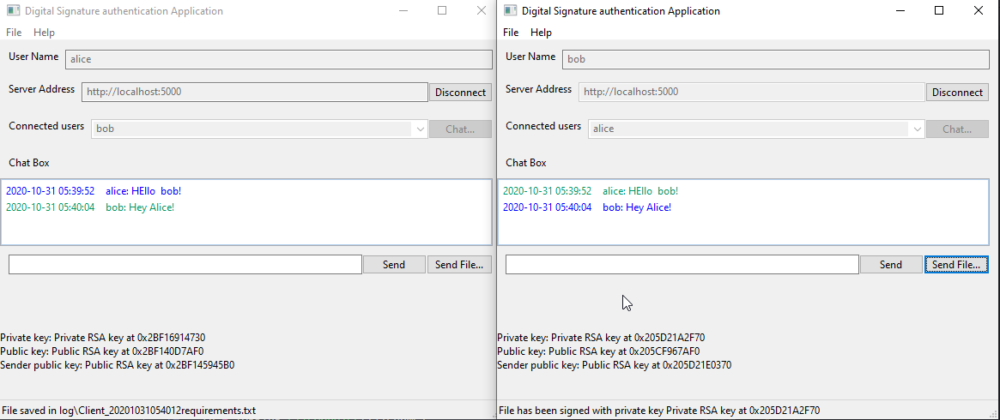 Digital Signature authentication Application
File Help
User Name alice
Server Address http://localhost:5000 Disconnect
Connected users bob Chat...
Chat Box
2020-10-31 05:39:52 alice: HEllo bob!
2020-10-31 05:40:04 bob: Hey Alice!
Send Send File...
Private key: Private RSA key at 0x2BF16914730
Public key: Public RSA key at 0x2BF140D7AF0
Sender public key: Public RSA key at 0x2BF145945B0
File saved in log\Client_20201031054012requirements.txt
Digital Signature authentication Application
File Help
User Name bob
Server Address http://localhost:5000 Disconnect
Connected users alice Chat...
Chat Box
2020-10-31 05:39:52 alice: HEllo bob!
2020-10-31 05:40:04 bob: Hey Alice!
Send Send File...
Private key: Private RSA key at 0x205D21A2F70
Public key: Public RSA key at 0x205CF967AF0
Sender public key: Public RSA key at 0x205D21E0370
File has been signed with private key Private RSA key at 0x205D21A2F70